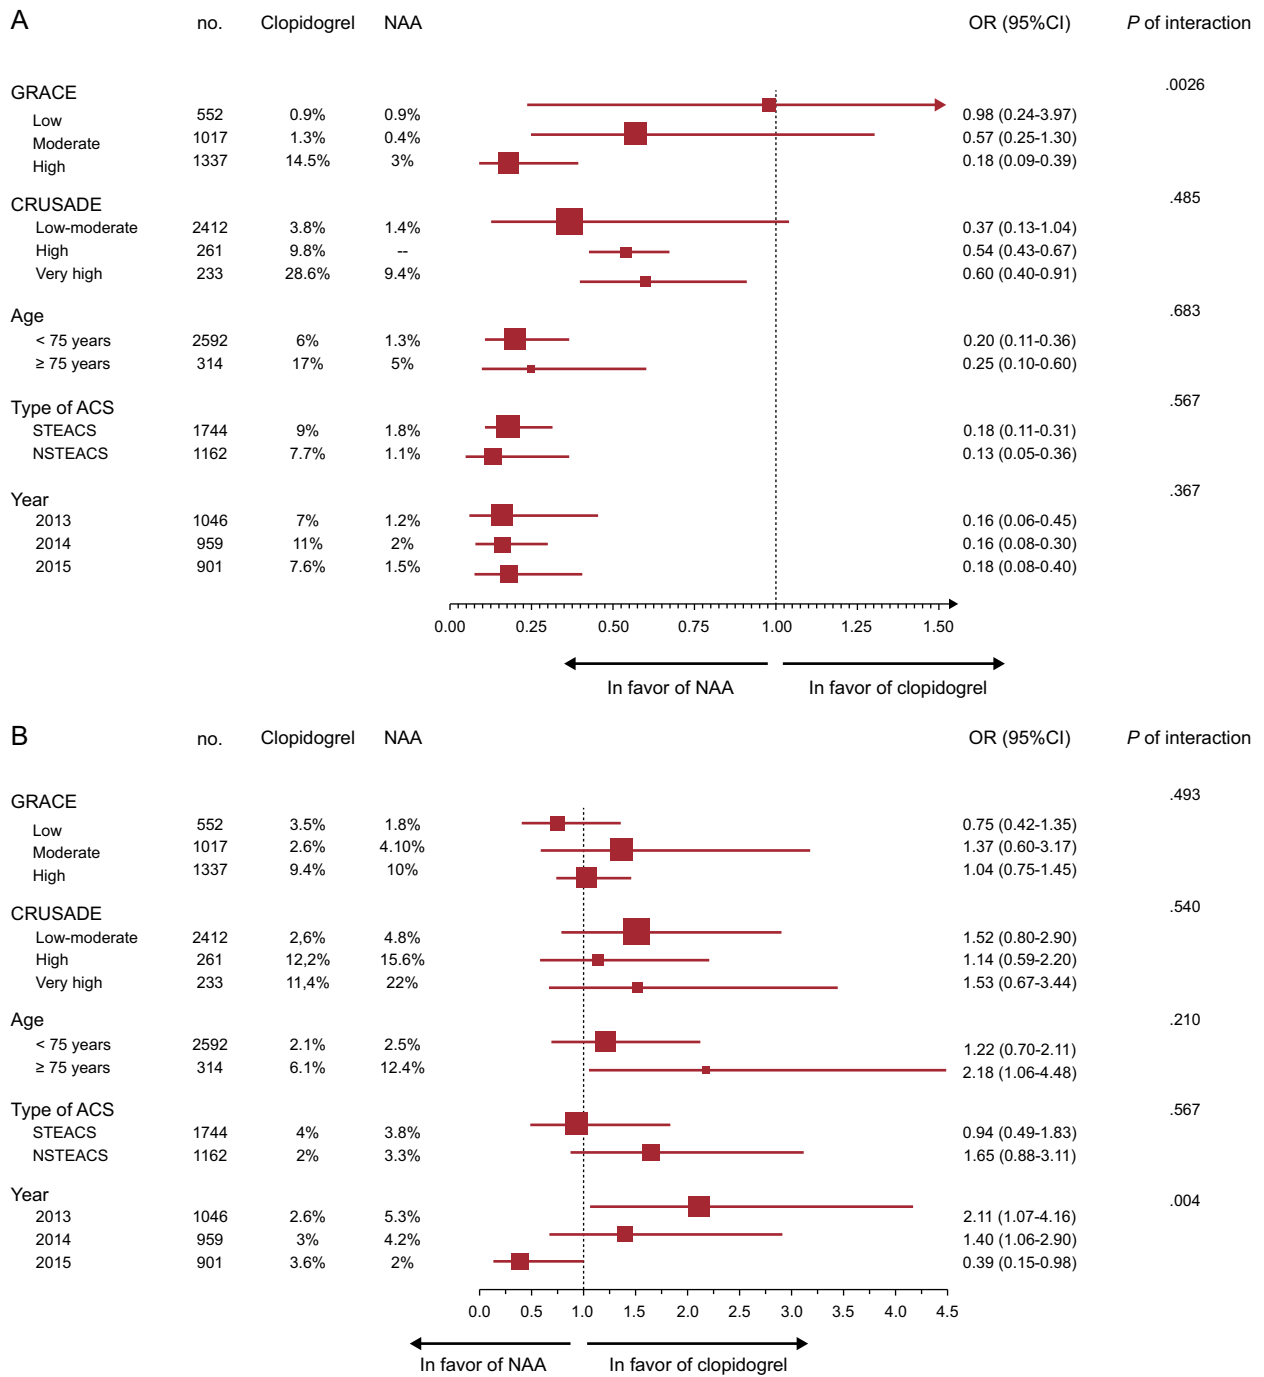 A no. Clopidogrel NAA OR (95%CI) P of interaction
GRACE .0026
Low 552 0.9% 0.9% 0.98 (0.24-3.97)
Moderate 1017 1.3% 0.4% 0.57 (0.25-1.30)
High 1337 14.5% 3% 0.18 (0.09-0.39)
CRUSADE .485
Low-moderate 2412 3.8% 1.4% 0.37 (0.13-1.04)
High 261 9.8% -- 0.54 (0.43-0.67)
Very high 233 28.6% 9.4% 0.60 (0.40-0.91)
Age .683
< 75 years 2592 6% 1.3% 0.20 (0.11-0.36)
≥ 75 years 314 17% 5% 0.25 (0.10-0.60)
Type of ACS .567
STEACS 1744 9% 1.8% 0.18 (0.11-0.31)
NSTEACS 1162 7.7% 1.1% 0.13 (0.05-0.36)
Year .367
2013 1046 7% 1.2% 0.16 (0.06-0.45)
2014 959 11% 2% 0.16 (0.08-0.30)
2015 901 7.6% 1.5% 0.18 (0.08-0.40)
0.00 0.25 0.50 0.75 1.00 1.25 1.50
In favor of NAA In favor of clopidogrel
B no. Clopidogrel NAA OR (95%CI) P of interaction
GRACE .493
Low 552 3.5% 1.8% 0.75 (0.42-1.35)
Moderate 1017 2.6% 4.10% 1.37 (0.60-3.17)
High 1337 9.4% 10% 1.04 (0.75-1.45)
CRUSADE .540
Low-moderate 2412 2,6% 4.8% 1.52 (0.80-2.90)
High 261 12,2% 15.6% 1.14 (0.59-2.20)
Very high 233 11,4% 22% 1.53 (0.67-3.44)
Age .210
< 75 years 2592 2.1% 2.5% 1.22 (0.70-2.11)
≥ 75 years 314 6.1% 12.4% 2.18 (1.06-4.48)
Type of ACS .567
STEACS 1744 4% 3.8% 0.94 (0.49-1.83)
NSTEACS 1162 2% 3.3% 1.65 (0.88-3.11)
Year .004
2013 1046 2.6% 5.3% 2.11 (1.07-4.16)
2014 959 3% 4.2% 1.40 (1.06-2.90)
2015 901 3.6% 2% 0.39 (0.15-0.98)
0.0 0.5 1.0 1.5 2.0 2.5 3.0 3.5 4.0 4.5
In favor of NAA In favor of clopidogrel